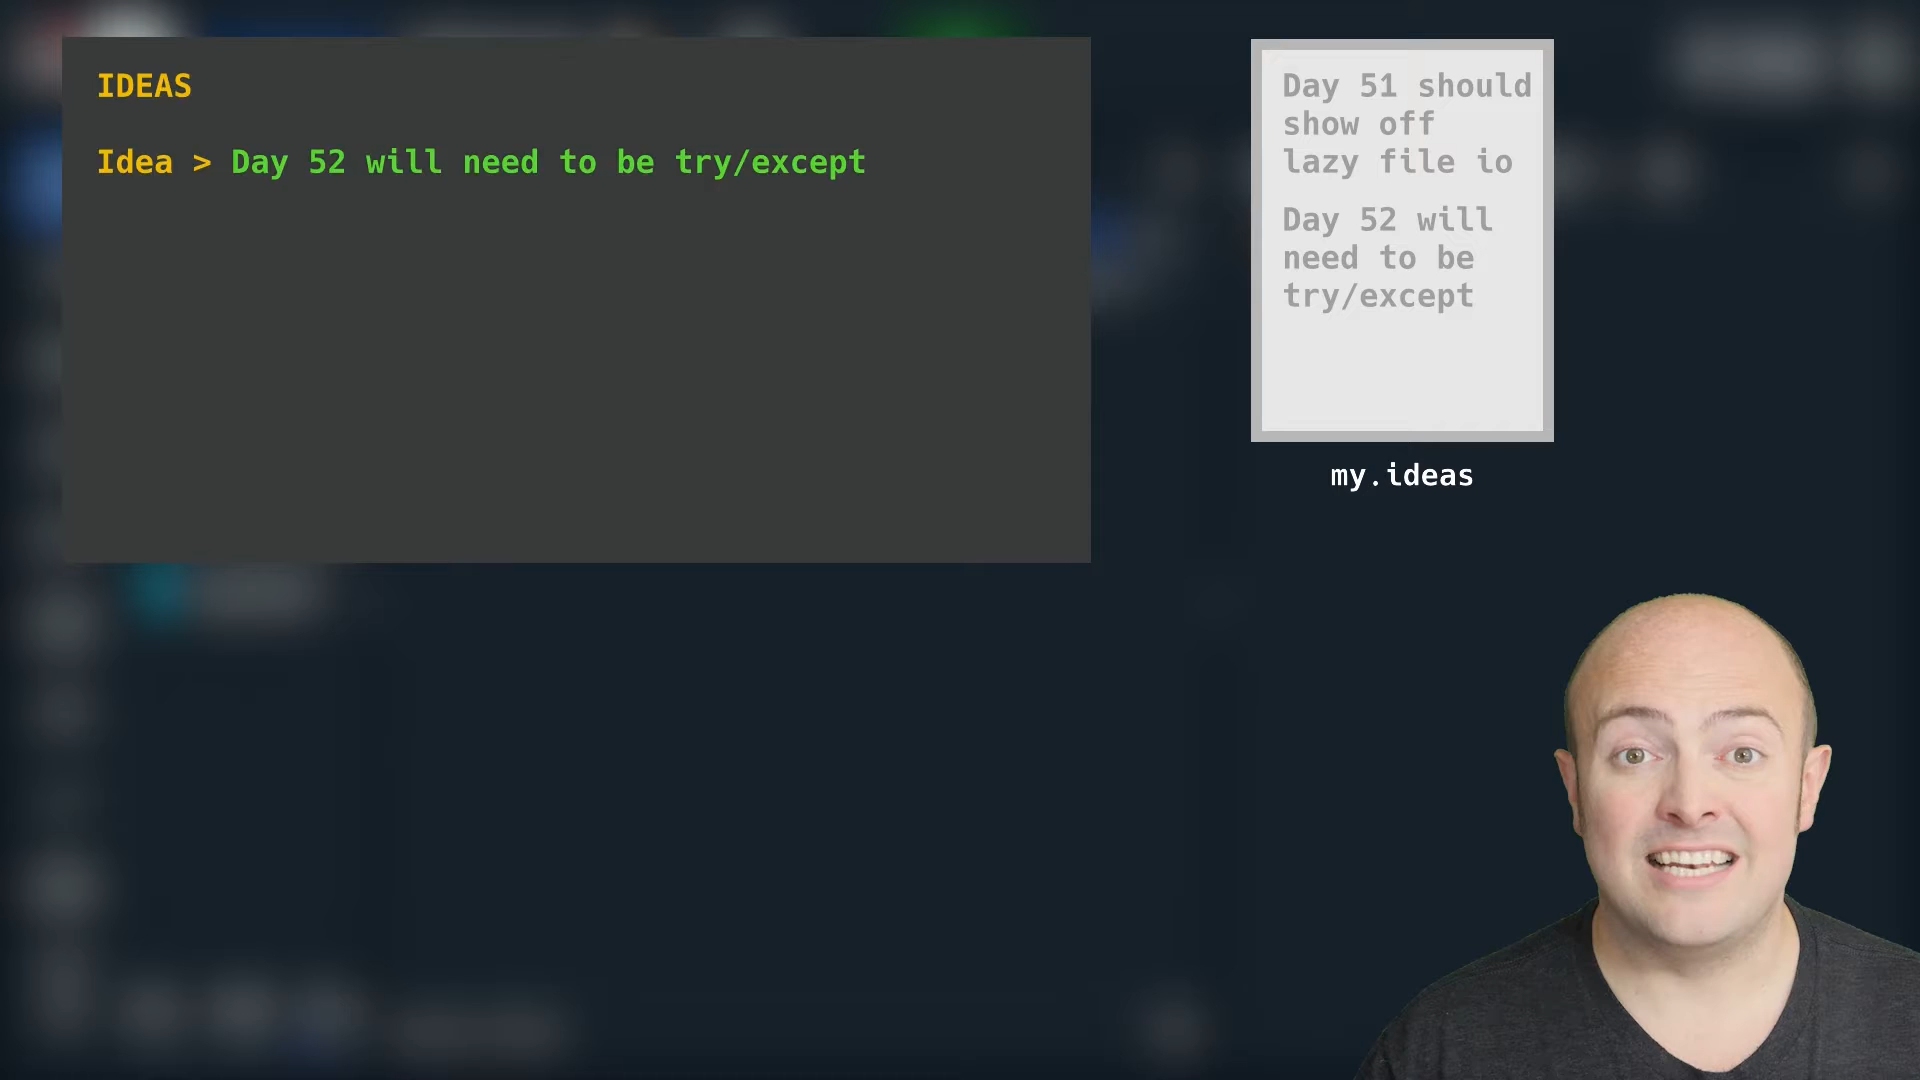 IDEAS
Idea > Day 52 will need to be try/except
Day 51 should
show off
lazy file io
Day 52 will
need to be
try/except
my.ideas